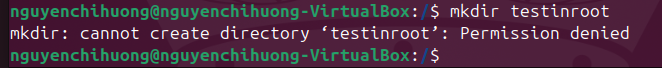 nguyenchihuong@nguyenchihuong-VirtualBox:/$ mkdir testinroot
mkdir: cannot create directory ‘testinroot’: Permission denied
nguyenchihuong@nguyenchihuong-VirtualBox:/$